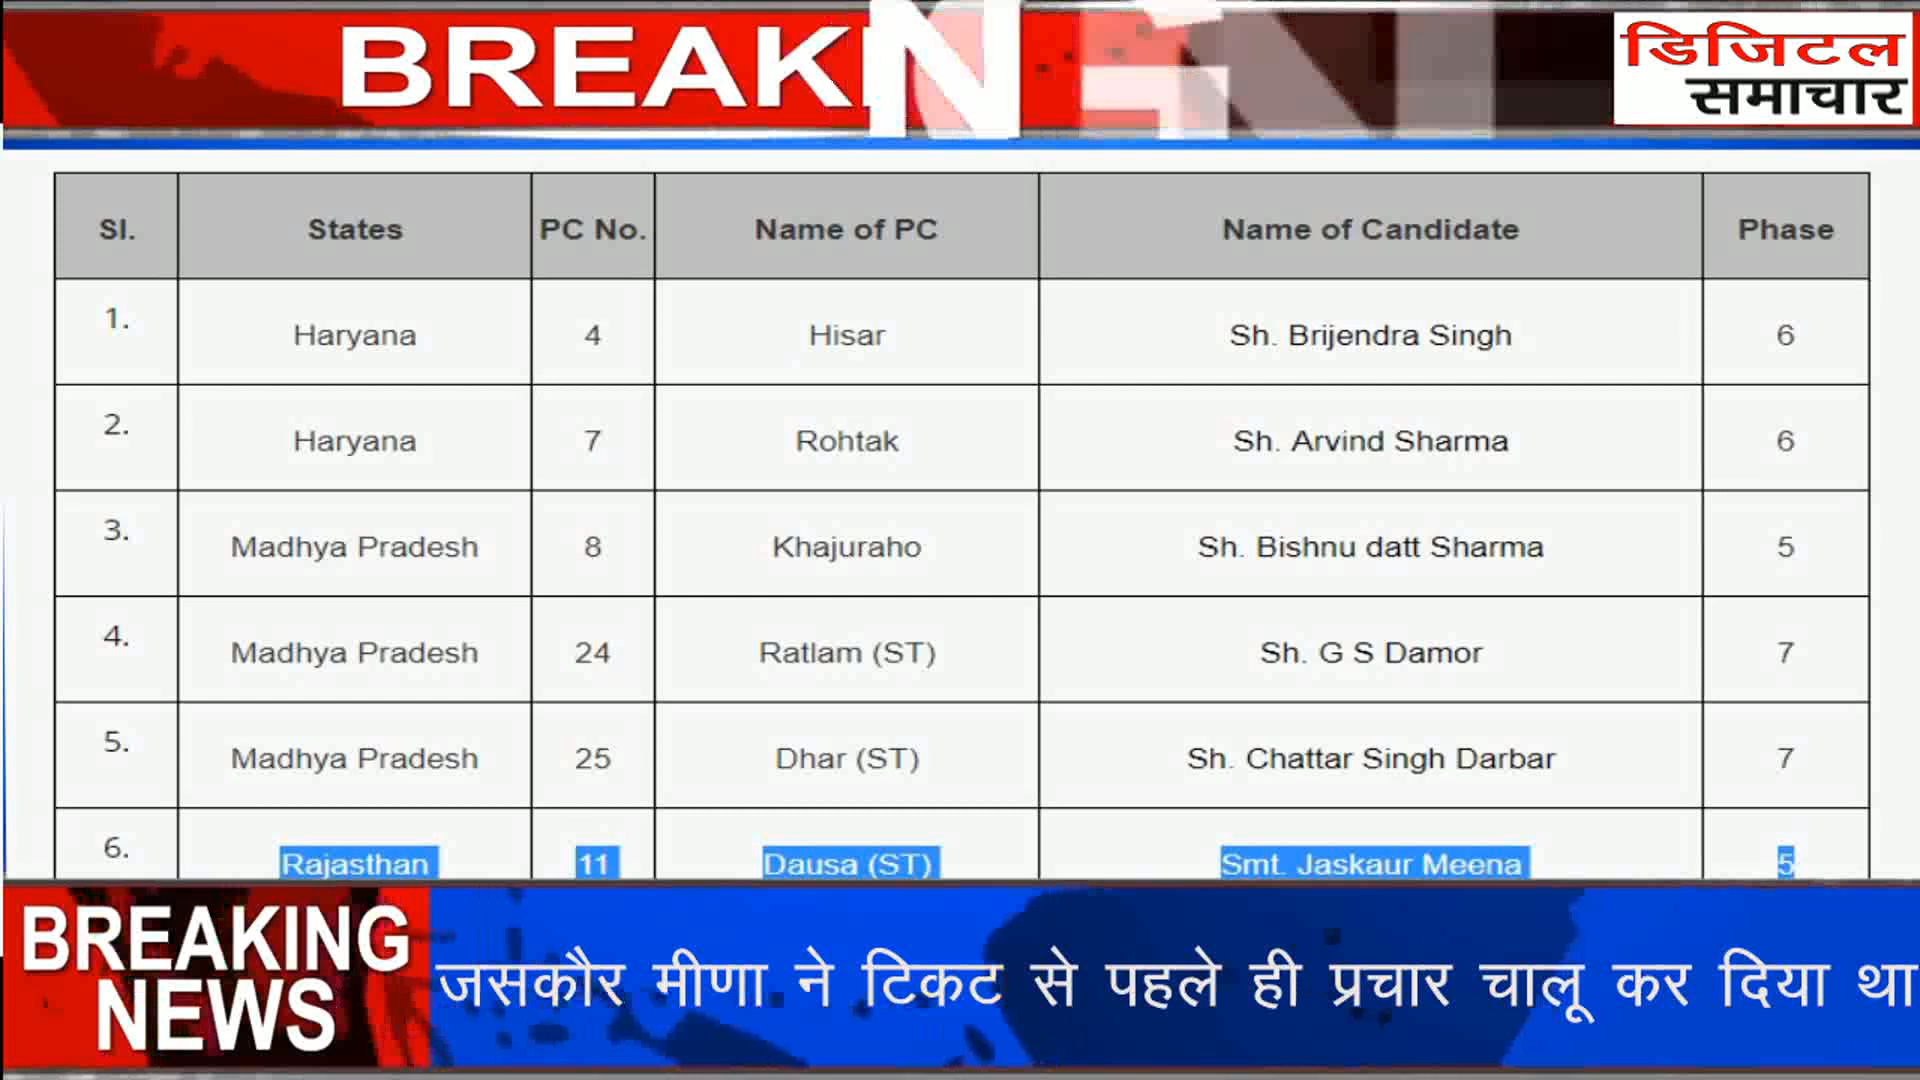 BREAK
N
डिजिटल
समाचार
Sl. States PC No. Name of PC Name of Candidate Phase
1. Haryana 4 Hisar Sh. Brijendra Singh 6
2. Haryana 7 Rohtak Sh. Arvind Sharma 6
3. Madhya Pradesh 8 Khajuraho Sh. Bishnu datt Sharma 5
4. Madhya Pradesh 24 Ratlam (ST) Sh. G S Damor 7
5. Madhya Pradesh 25 Dhar (ST) Sh. Chattar Singh Darbar 7
6. Rajasthan 11 Dausa (ST) Smt. Jaskaur Meena 5
BREAKING
NEWS
जसकौर मीणा ने टिकट से पहले ही प्रचार चालू कर दिया था